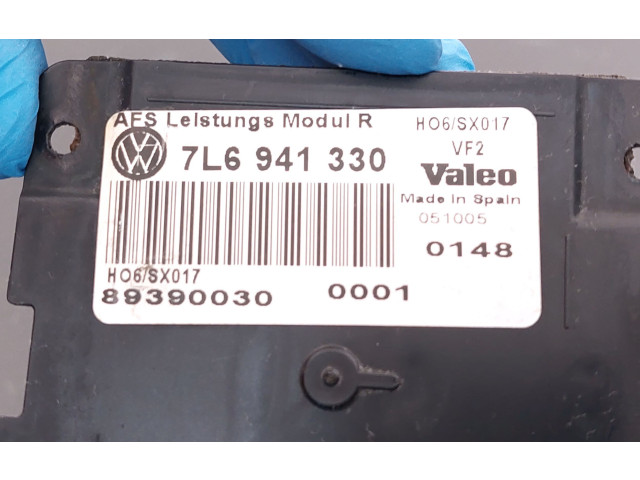 AFS Leistungs Modul R
HO6/SX017
VF2
VW
7L6 941 330
Valeo
Made In Spain
051005
0148
HO6/SX017
89390030 0001